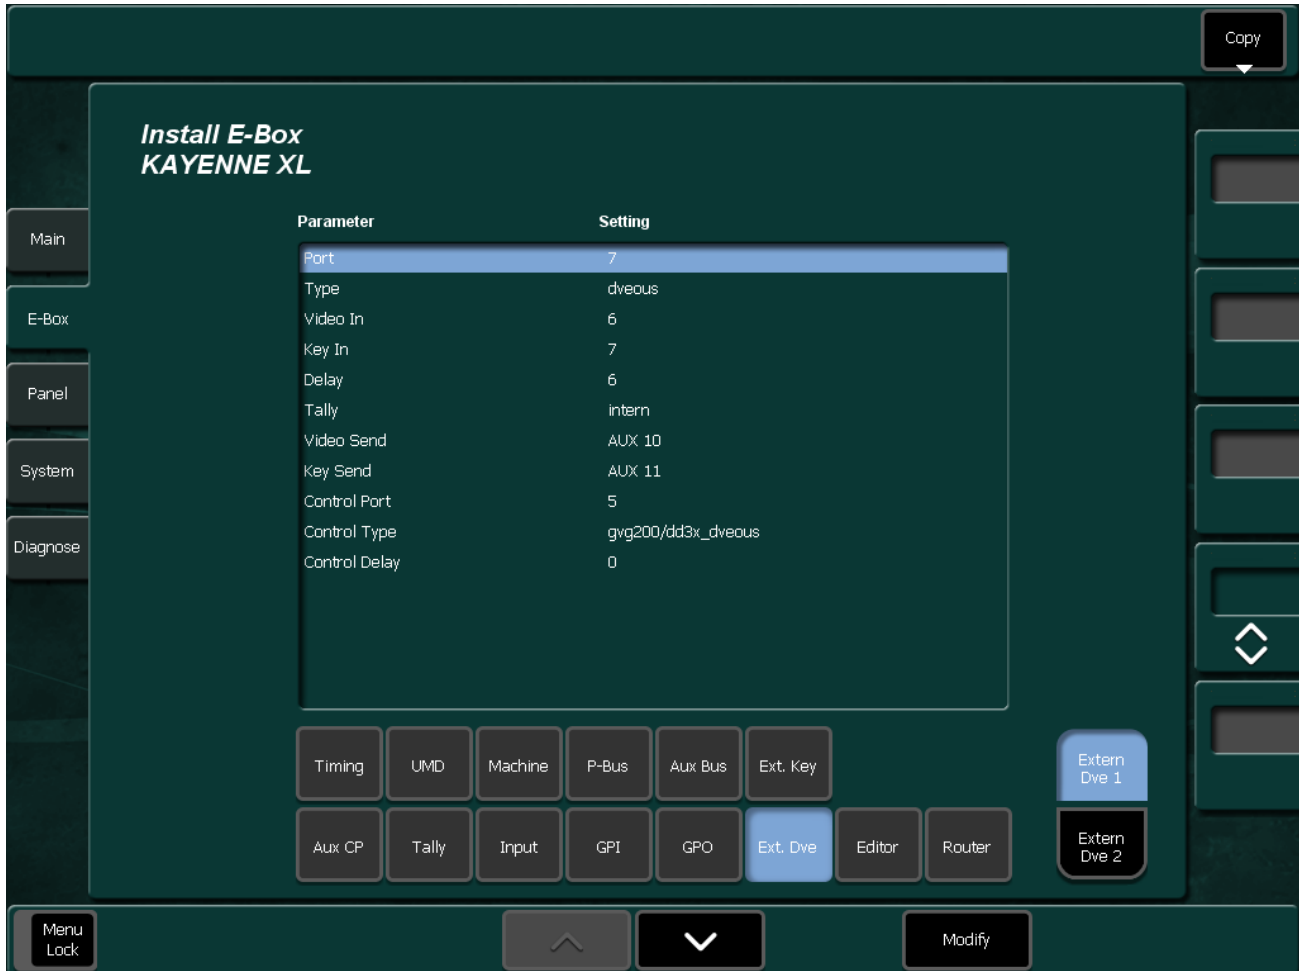 Copy
Install E-Box
KAYENNE XL
Parameter Setting
Main
E-Box
Panel
System
Diagnose
Port 7
Type dveous
Video In 6
Key In 7
Delay 6
Tally intern
Video Send AUX 10
Key Send AUX 11
Control Port 5
Control Type gvg200/dd3x_dveous
Control Delay 0
Timing UMD Machine P-Bus Aux Bus Ext. Key
Extern
Dve 1
Aux CP Tally Input GPI GPO Ext. Dve Editor Router
Extern
Dve 2
Menu
Lock
Modify